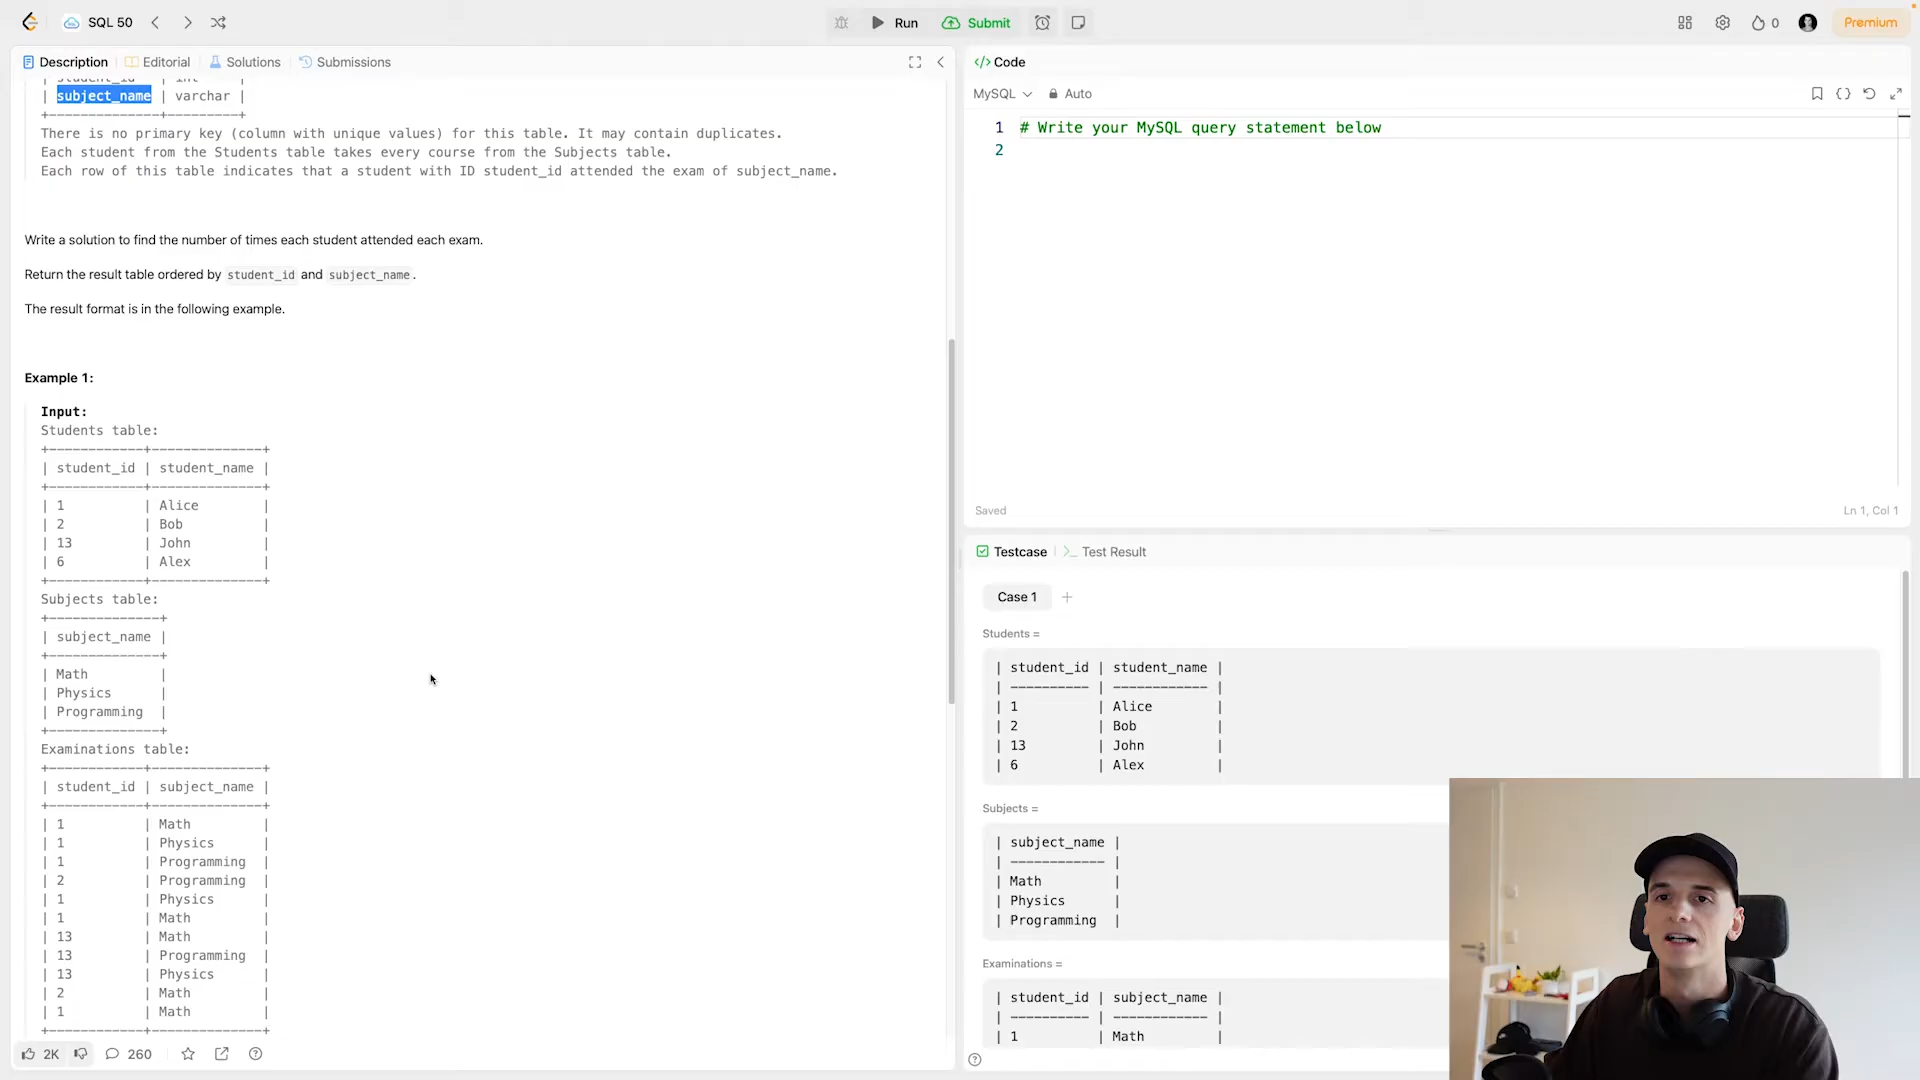 SQL 50
Run
Submit
0
Premium
Description
Editorial
Solutions
Submissions
| student_id | int |
| subject_name | varchar |
+--------------+---------+
There is no primary key (column with unique values) for this table. It may contain duplicates.
Each student from the Students table takes every course from the Subjects table.
Each row of this table indicates that a student with ID student_id attended the exam of subject_name.
Write a solution to find the number of times each student attended each exam.
Return the result table ordered by student_id and subject_name.
The result format is in the following example.
Example 1:
Input:
Students table:
+------------+--------------+
| student_id | student_name |
+------------+--------------+
| 1 | Alice |
| 2 | Bob |
| 13 | John |
| 6 | Alex |
+------------+--------------+
Subjects table:
+--------------+
| subject_name |
+--------------+
| Math |
| Physics |
| Programming |
+--------------+
Examinations table:
+------------+--------------+
| student_id | subject_name |
+------------+--------------+
| 1 | Math |
| 1 | Physics |
| 1 | Programming |
| 2 | Programming |
| 1 | Physics |
| 1 | Math |
| 13 | Math |
| 13 | Programming |
| 13 | Physics |
| 2 | Math |
| 1 | Math |
+------------+--------------+
2K
260
</> Code
MySQL
Auto
1 # Write your MySQL query statement below
2
Saved
Ln 1, Col 1
Testcase
Test Result
Case 1
Students =
| student_id | student_name |
| ---------- | ------------ |
| 1 | Alice |
| 2 | Bob |
| 13 | John |
| 6 | Alex |
Subjects =
| subject_name |
| ------------ |
| Math |
| Physics |
| Programming |
Examinations =
| student_id | subject_name |
| ---------- | ------------ |
| 1 | Math |